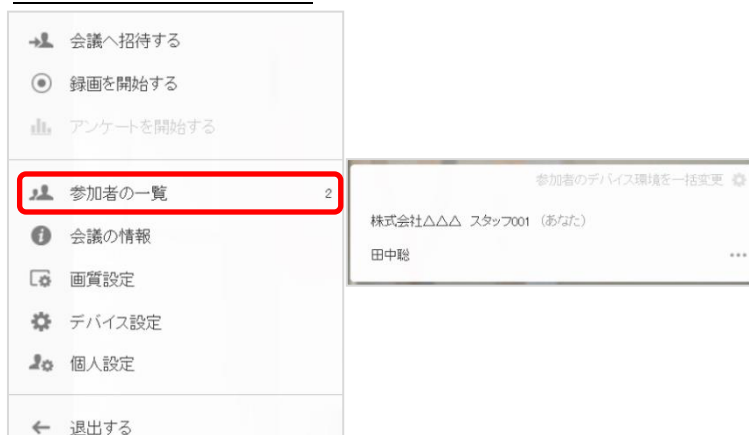 会議へ招待する
録画を開始する
アンケートを開始する
参加者の一覧 2
会議の情報
画質設定
デバイス設定
個人設定
退出する
参加者のデバイス環境を一括変更
株式会社△△△ スタッフ001 (あなた)
田中聡